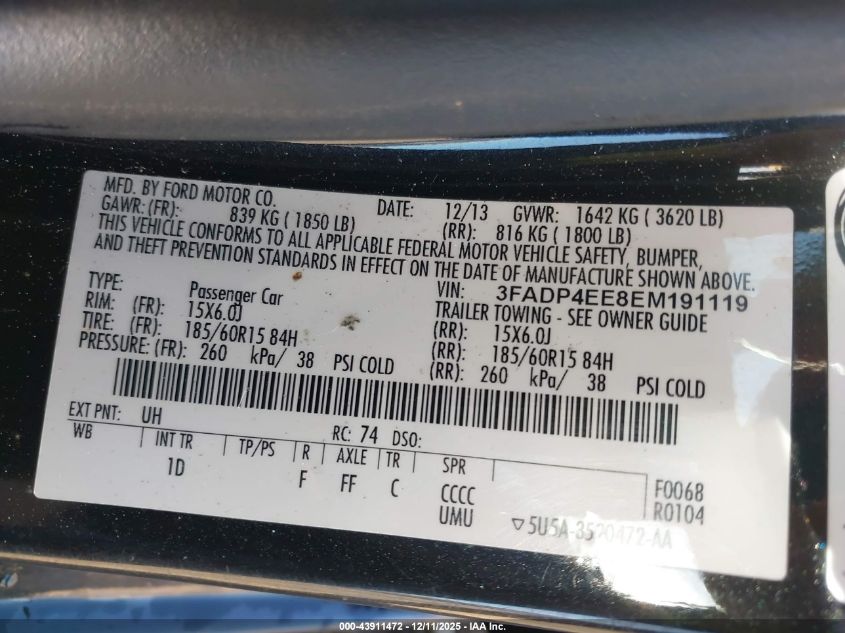 MFD. BY FORD MOTOR CO.
DATE: 12/13 GVWR: 1642 KG ( 3620 LB)
GAWR: (FR): 839 KG ( 1850 LB) (RR): 816 KG ( 1800 LB)
THIS VEHICLE CONFORMS TO ALL APPLICABLE FEDERAL MOTOR VEHICLE SAFETY, BUMPER,
AND THEFT PREVENTION STANDARDS IN EFFECT ON THE DATE OF MANUFACTURE SHOWN ABOVE.
VIN: 3FADP4EE8EM191119
TYPE: Passenger Car TRAILER TOWING - SEE OWNER GUIDE
RIM: (FR): 15X6.0J (RR): 15X6.0J
TIRE: (FR): 185/60R15 84H (RR): 185/60R15 84H
PRESSURE: (FR): 260 kPa/ 38 PSI COLD (RR): 260 kPa/ 38 PSI COLD
EXT PNT: UH RC: 74 DSO:
WB INT TR TP/PS R AXLE TR SPR
1D F FF C CCCC F0068
UMU R0104
▽5U5A-3520472-AA
000-43911472 - 12/11/2025 - IAA Inc.